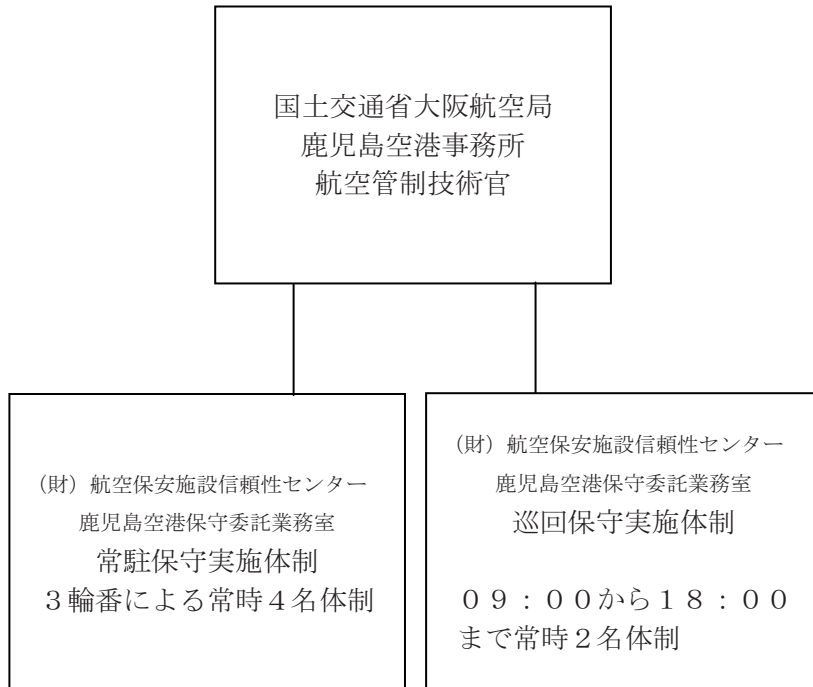 国土交通省大阪航空局
鹿児島空港事務所
航空管制技術官
（財）航空保安施設信頼性センター
鹿児島空港保守委託業務室
常駐保守実施体制
３輪番による常時４名体制
（財）航空保安施設信頼性センター
鹿児島空港保守委託業務室
巡回保守実施体制
０９：００から１８：００
まで常時２名体制